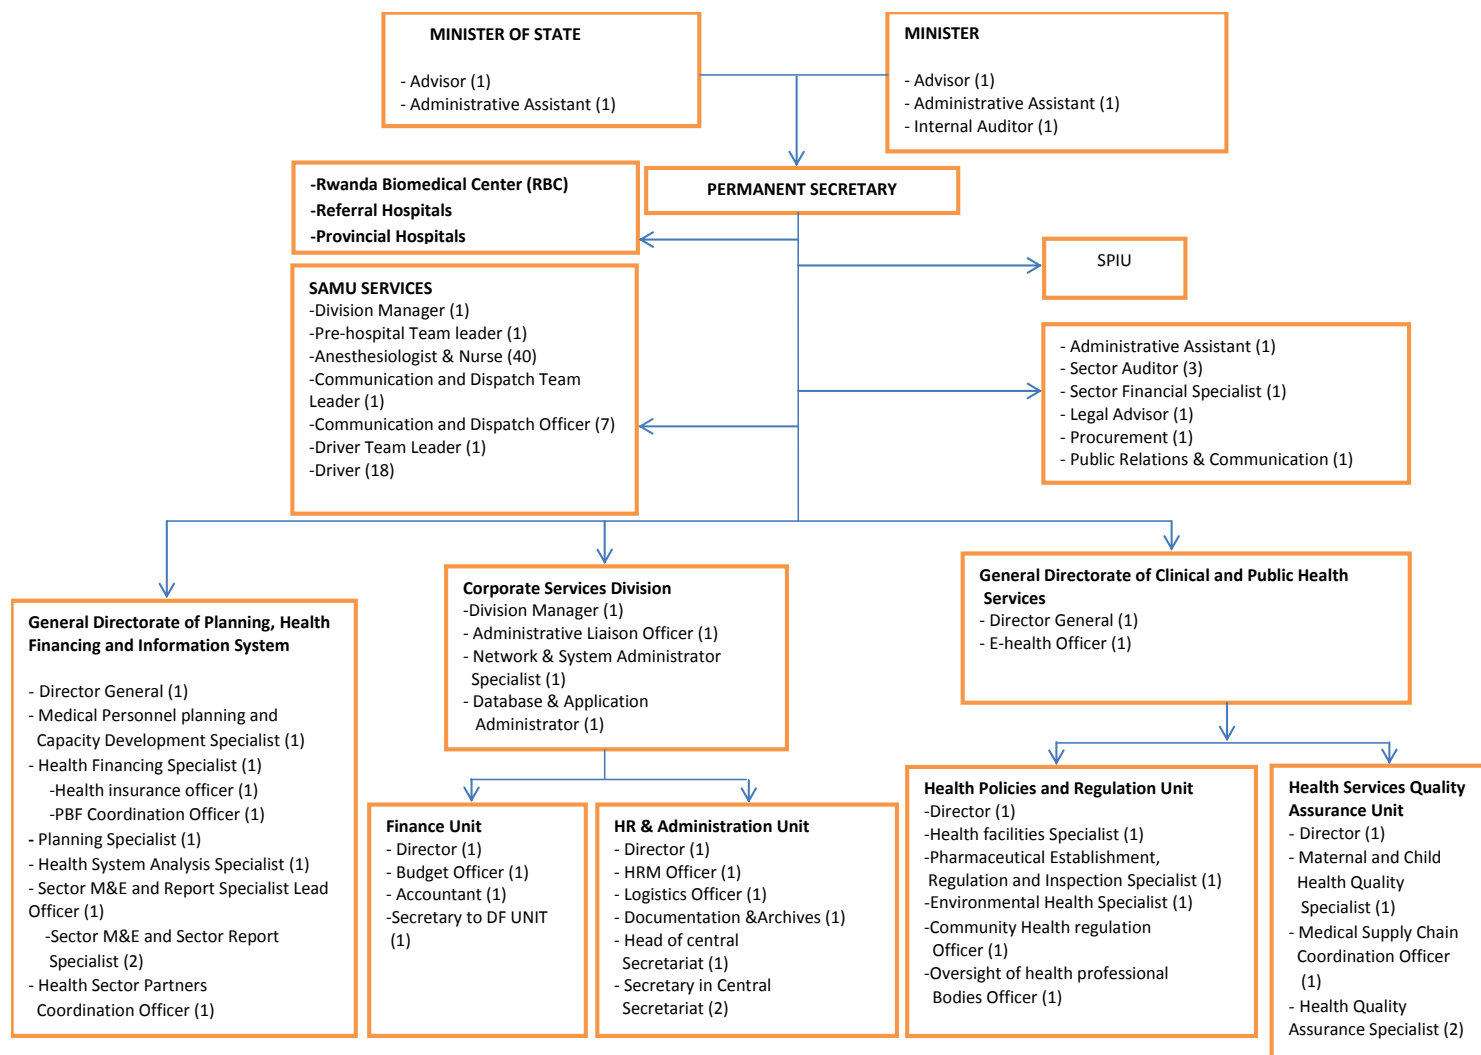 MINISTER OF STATE
- Advisor (1)
- Administrative Assistant (1)
MINISTER
- Advisor (1)
- Administrative Assistant (1)
- Internal Auditor (1)
-Rwanda Biomedical Center (RBC)
-Referral Hospitals
-Provincial Hospitals
PERMANENT SECRETARY
SPIU
SAMU SERVICES
-Division Manager (1)
-Pre-hospital Team leader (1)
-Anesthesiologist & Nurse (40)
-Communication and Dispatch Team
Leader (1)
-Communication and Dispatch Officer (7)
-Driver Team Leader (1)
-Driver (18)
- Administrative Assistant (1)
- Sector Auditor (3)
- Sector Financial Specialist (1)
- Legal Advisor (1)
- Procurement (1)
- Public Relations & Communication (1)
General Directorate of Planning, Health
Financing and Information System
- Director General (1)
- Medical Personnel planning and
Capacity Development Specialist (1)
- Health Financing Specialist (1)
-Health insurance officer (1)
-PBF Coordination Officer (1)
- Planning Specialist (1)
- Health System Analysis Specialist (1)
- Sector M&E and Report Specialist Lead
Officer (1)
-Sector M&E and Sector Report
Specialist (2)
- Health Sector Partners
Coordination Officer (1)
Corporate Services Division
-Division Manager (1)
- Administrative Liaison Officer (1)
- Network & System Administrator
Specialist (1)
- Database & Application
Administrator (1)
General Directorate of Clinical and Public Health
Services
- Director General (1)
- E-health Officer (1)
Finance Unit
- Director (1)
- Budget Officer (1)
- Accountant (1)
-Secretary to DF UNIT
(1)
HR & Administration Unit
- Director (1)
- HRM Officer (1)
- Logistics Officer (1)
- Documentation &Archives (1)
- Head of central
Secretariat (1)
- Secretary in Central
Secretariat (2)
Health Policies and Regulation Unit
-Director (1)
-Health facilities Specialist (1)
-Pharmaceutical Establishment,
Regulation and Inspection Specialist (1)
-Environmental Health Specialist (1)
-Community Health regulation
Officer (1)
-Oversight of health professional
Bodies Officer (1)
Health Services Quality
Assurance Unit
- Director (1)
- Maternal and Child
Health Quality
Specialist (1)
- Medical Supply Chain
Coordination Officer
(1)
- Health Quality
Assurance Specialist (2)